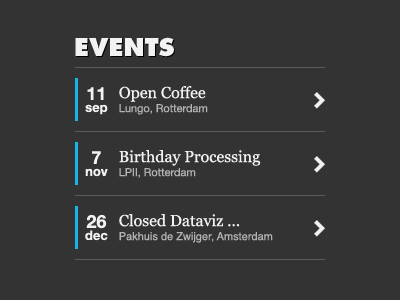 EVENTS
11 sep
Open Coffee
Lungo, Rotterdam
7 nov
Birthday Processing
LPII, Rotterdam
26 dec
Closed Dataviz ...
Pakhuis de Zwijger, Amsterdam